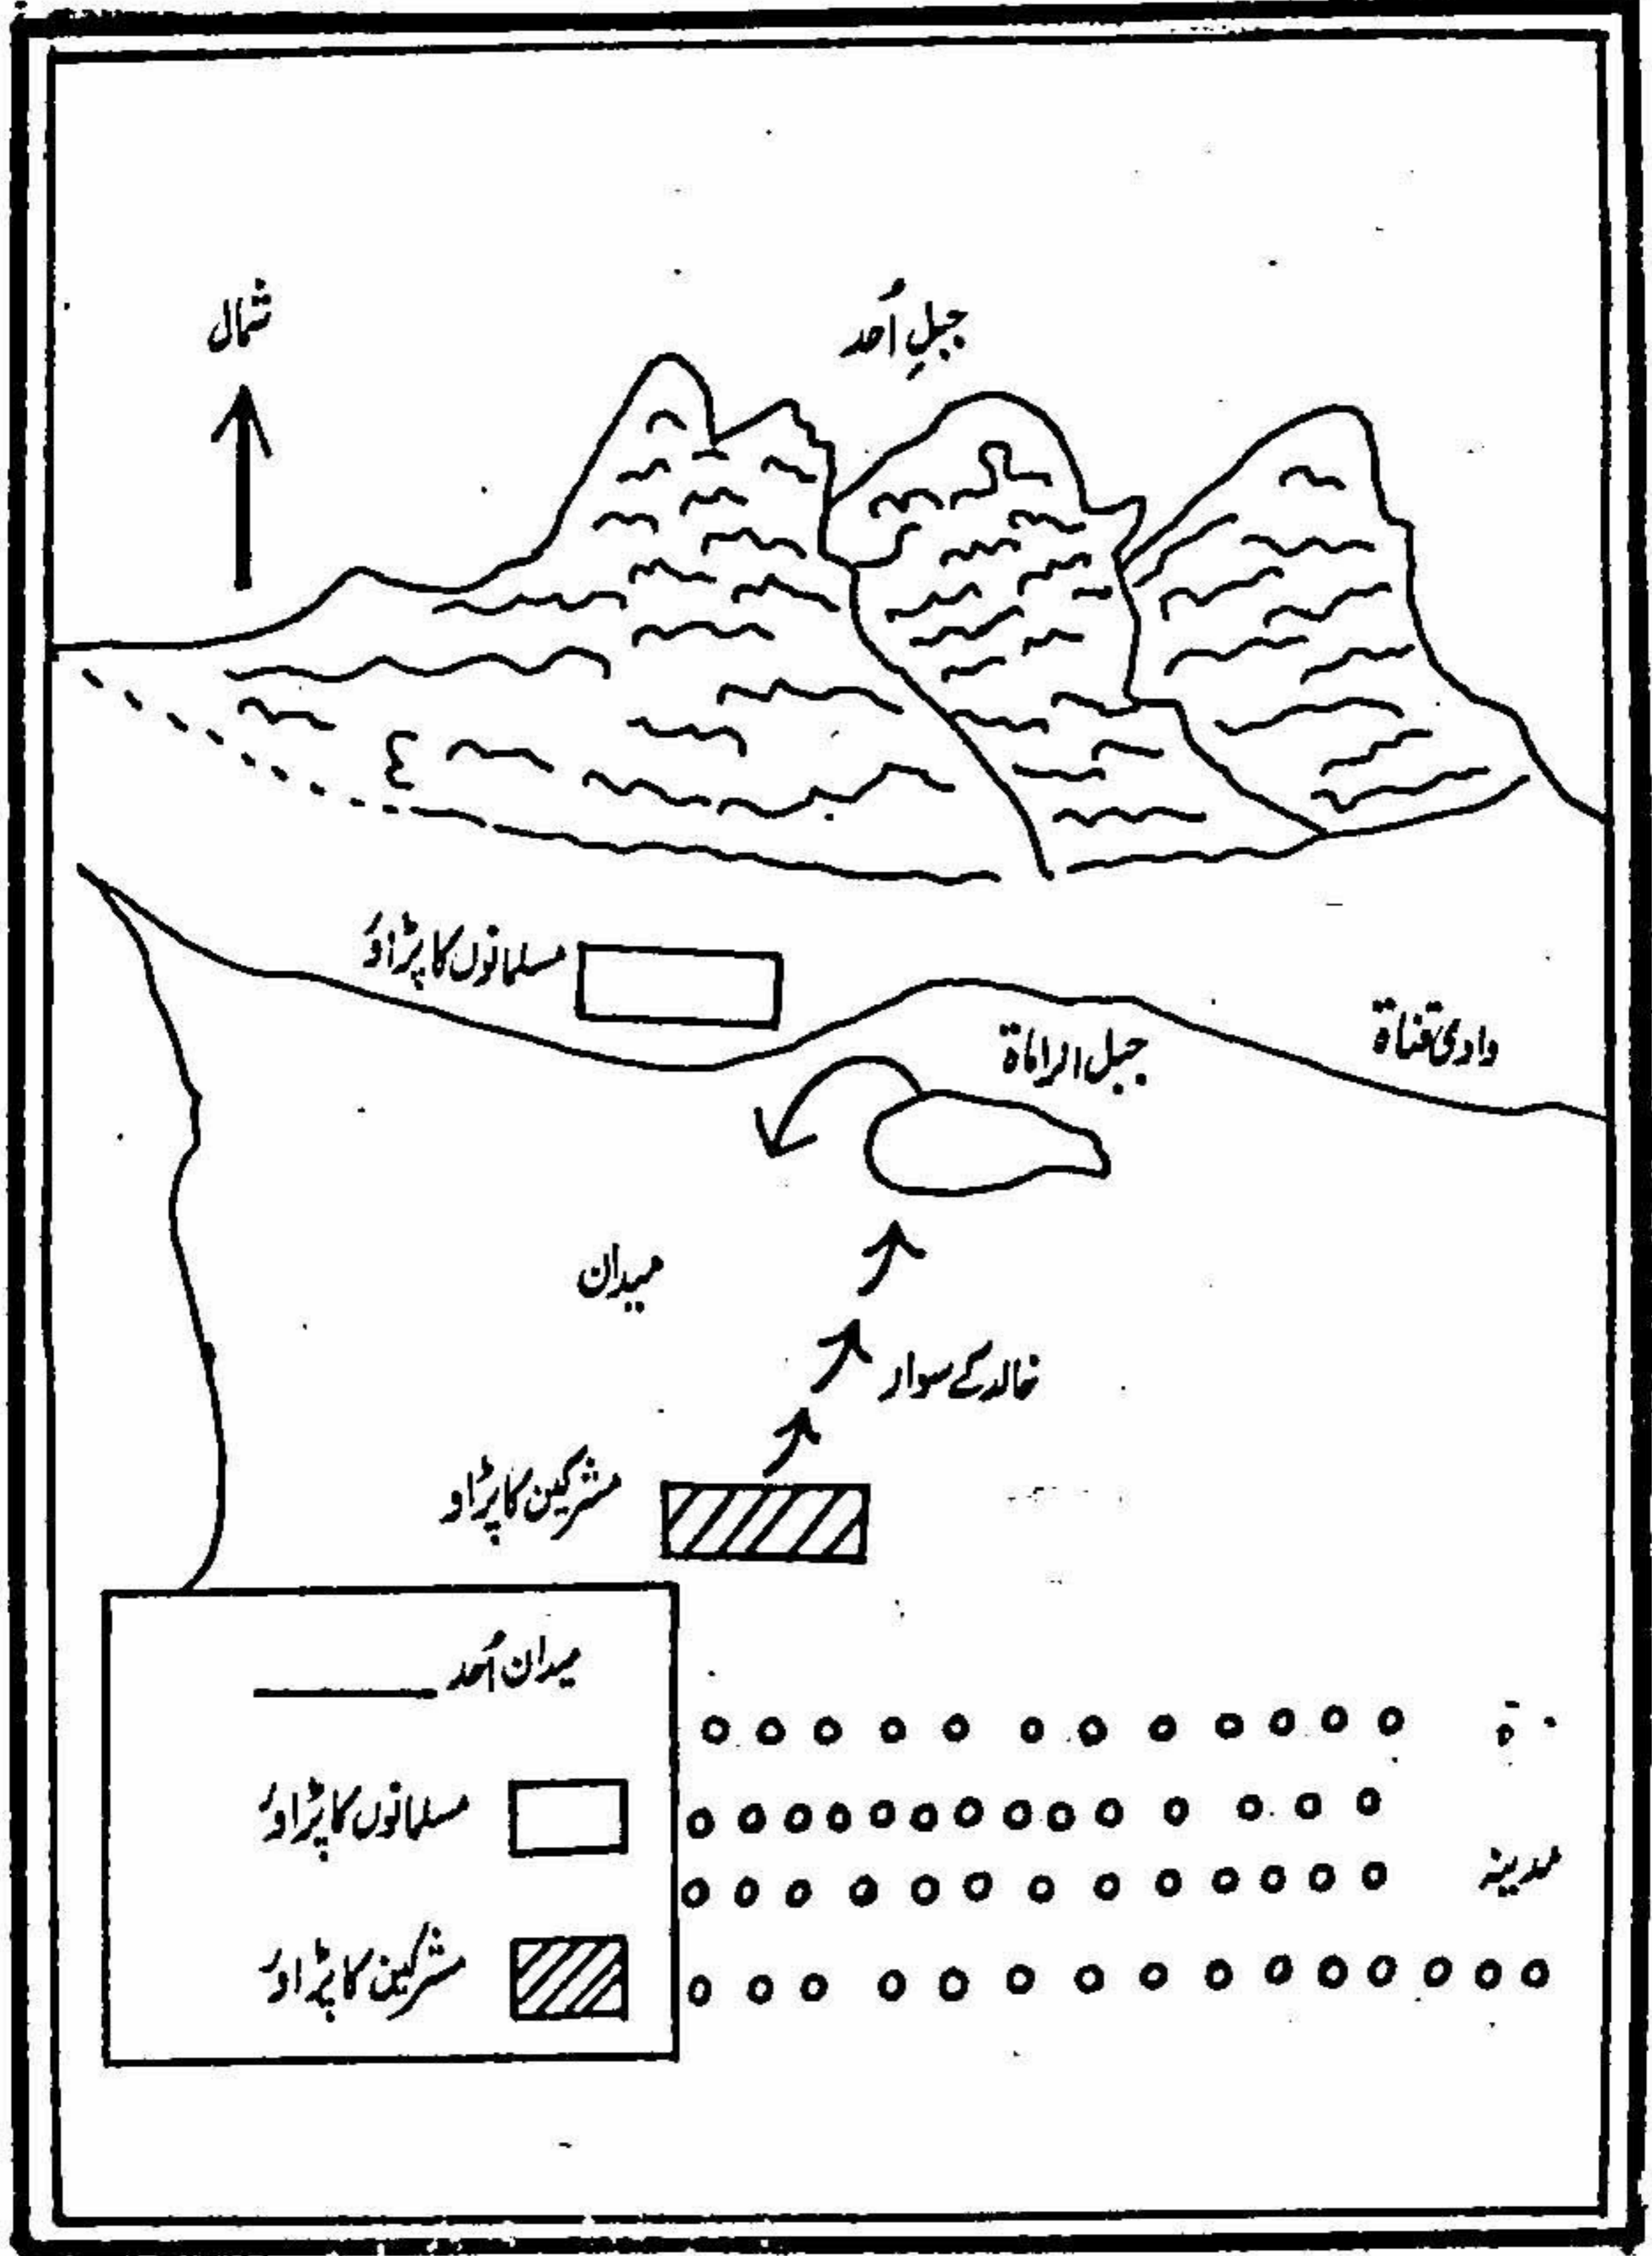 شمال
جبلِ اُحد
مسلمانوں کا پڑاؤ
وادی قناة
جبل الراماة
میدان
خالد کے سوار
مشرکین کا پڑاؤ
میدان اُحد
مسلمانوں کا پڑاؤ
مدینہ
مشرکین کا پڑاؤ